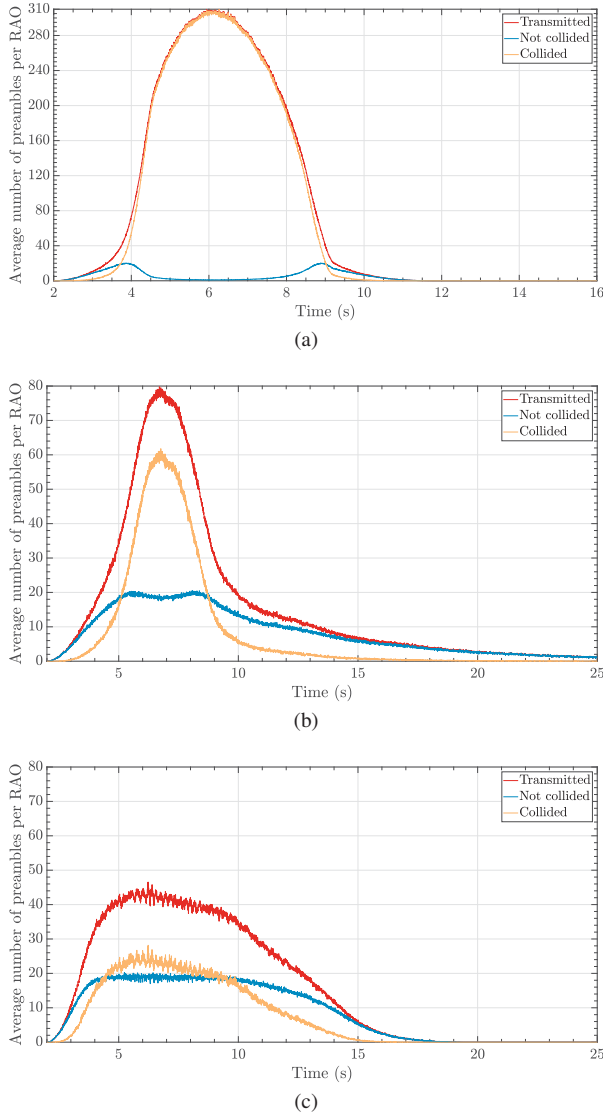 Average number of preambles per RAO
310
280
240
200
160
120
80
40
0
Transmitted
Not collided
Collided
2 4 6 8 10 12 14 16
Time (s)
(a)
Average number of preambles per RAO
80
70
60
50
40
30
20
10
0
Transmitted
Not collided
Collided
5 10 15 20 25
Time (s)
(b)
Average number of preambles per RAO
80
70
60
50
40
30
20
10
0
Transmitted
Not collided
Collided
5 10 15 20 25
Time (s)
(c)